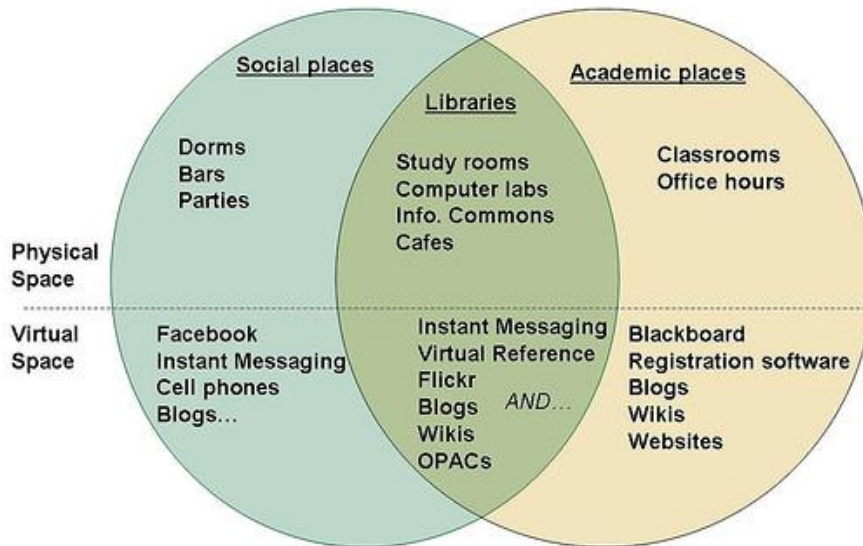 Social places
Academic places
Libraries
Dorms
Bars
Parties
Study rooms
Computer labs
Info. Commons
Cafes
Classrooms
Office hours
Physical
Space
Virtual
Space
Facebook
Instant Messaging
Cell phones
Blogs…
Instant Messaging
Virtual Reference
Flickr
Blogs AND…
Wikis
OPACs
Blackboard
Registration software
Blogs
Wikis
Websites